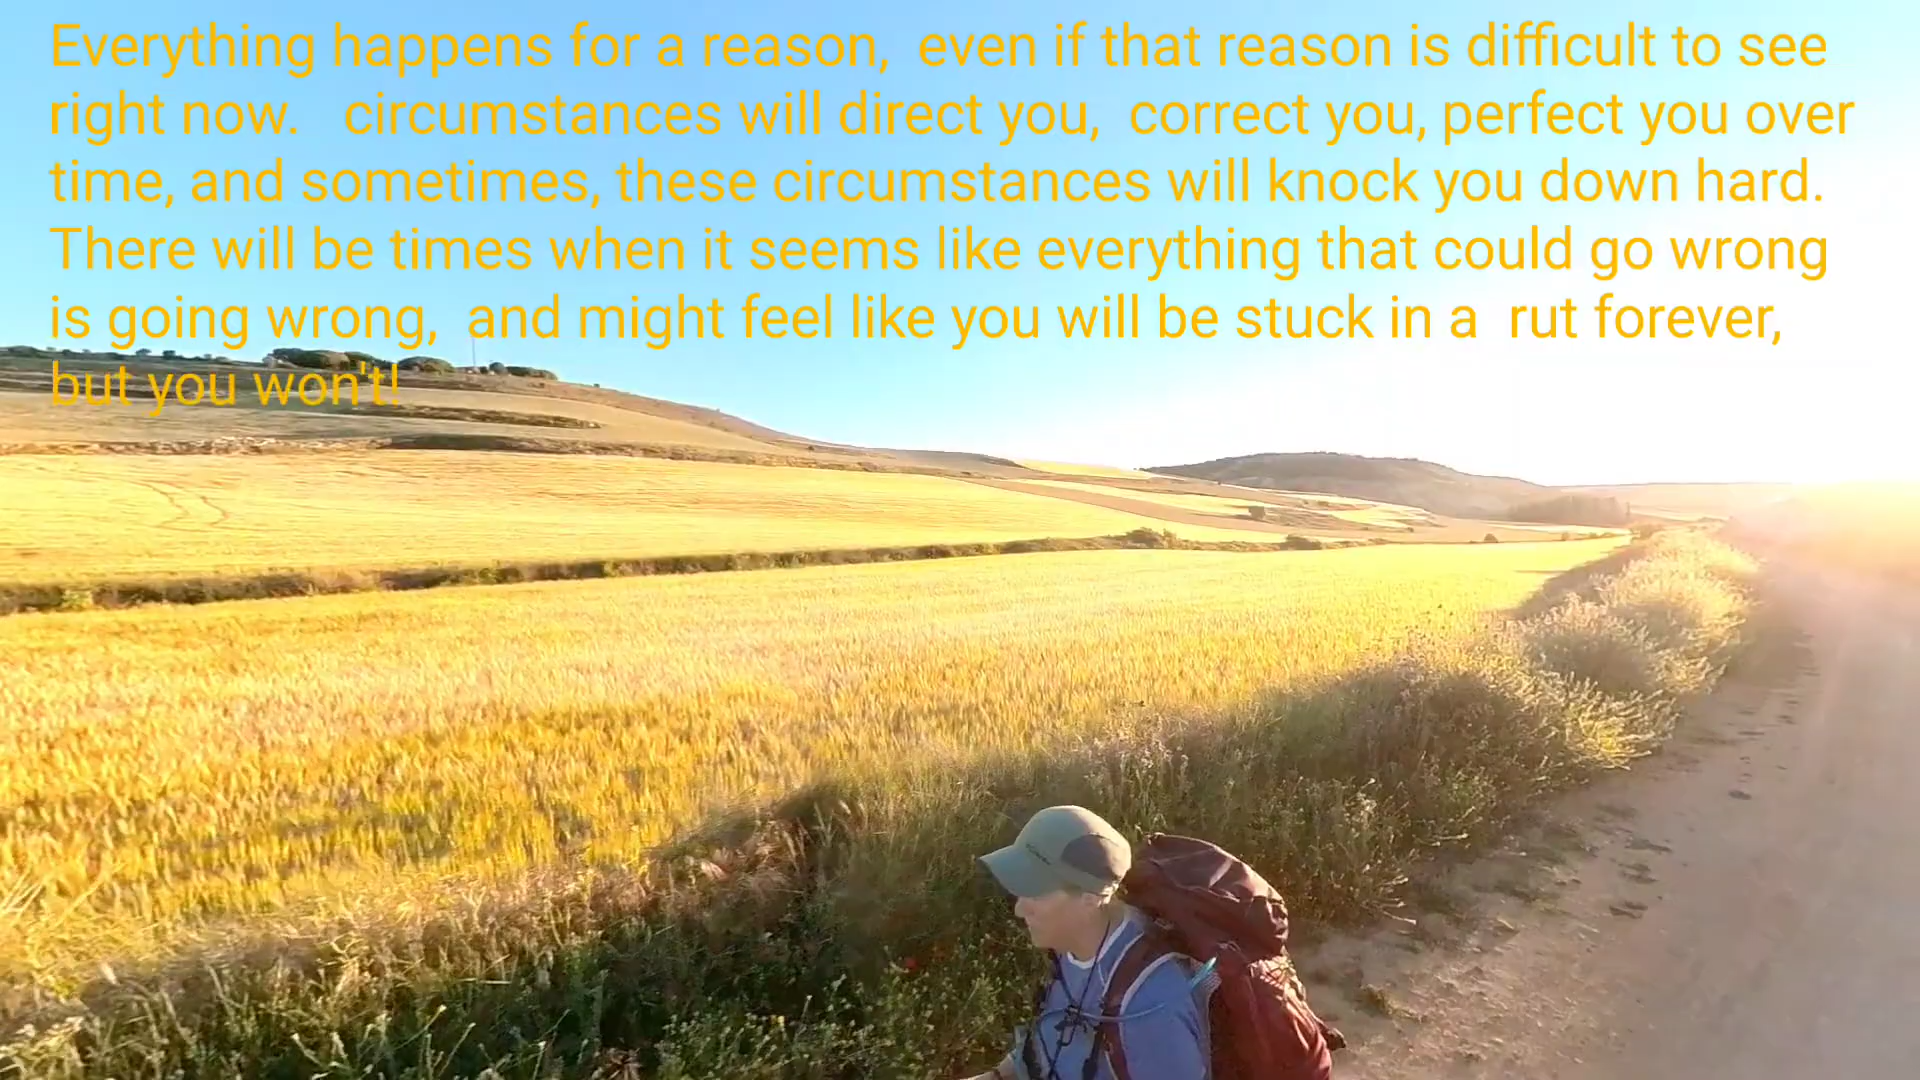 Everything happens for a reason,  even if that reason is difficult to see
right now.   circumstances will direct you,  correct you, perfect you over
time, and sometimes, these circumstances will knock you down hard.
There will be times when it seems like everything that could go wrong
is going wrong,  and might feel like you will be stuck in a  rut forever,
but you won't!